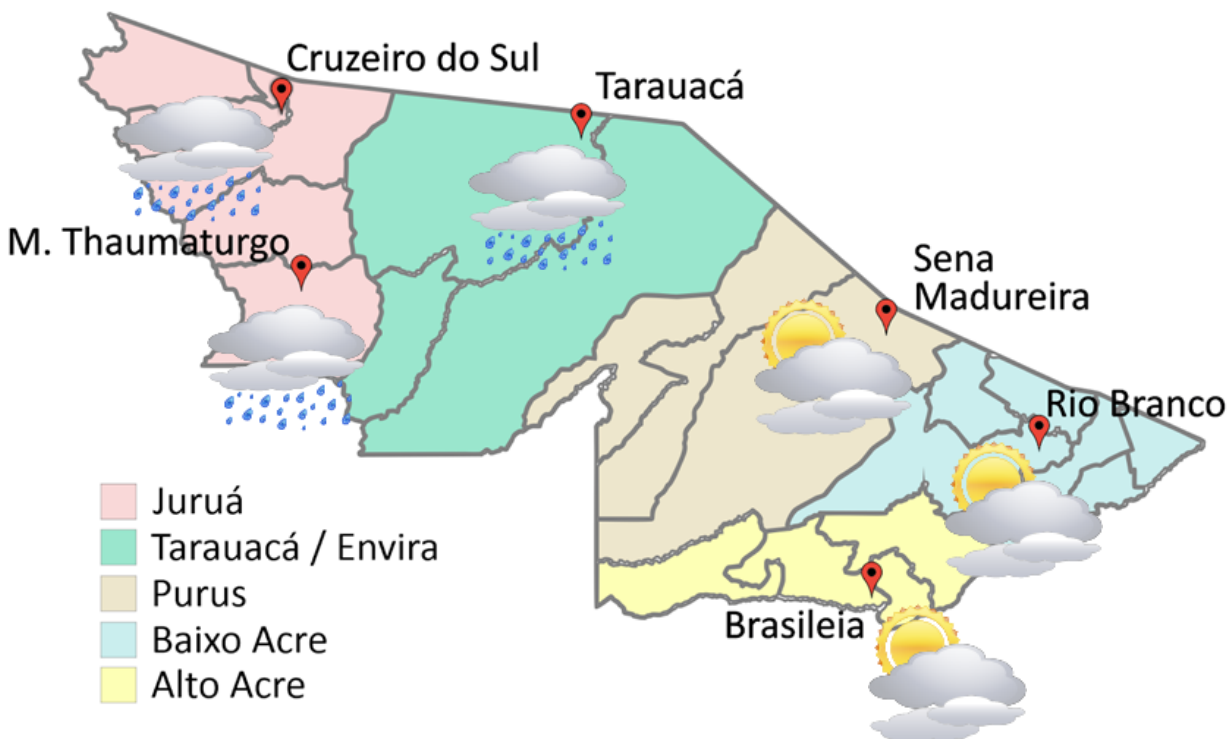 Cruzeiro do Sul
Tarauacá
M. Thaumaturgo
Sena
Madureira
Rio Branco
Brasileia
Juruá
Tarauacá / Envira
Purus
Baixo Acre
Alto Acre